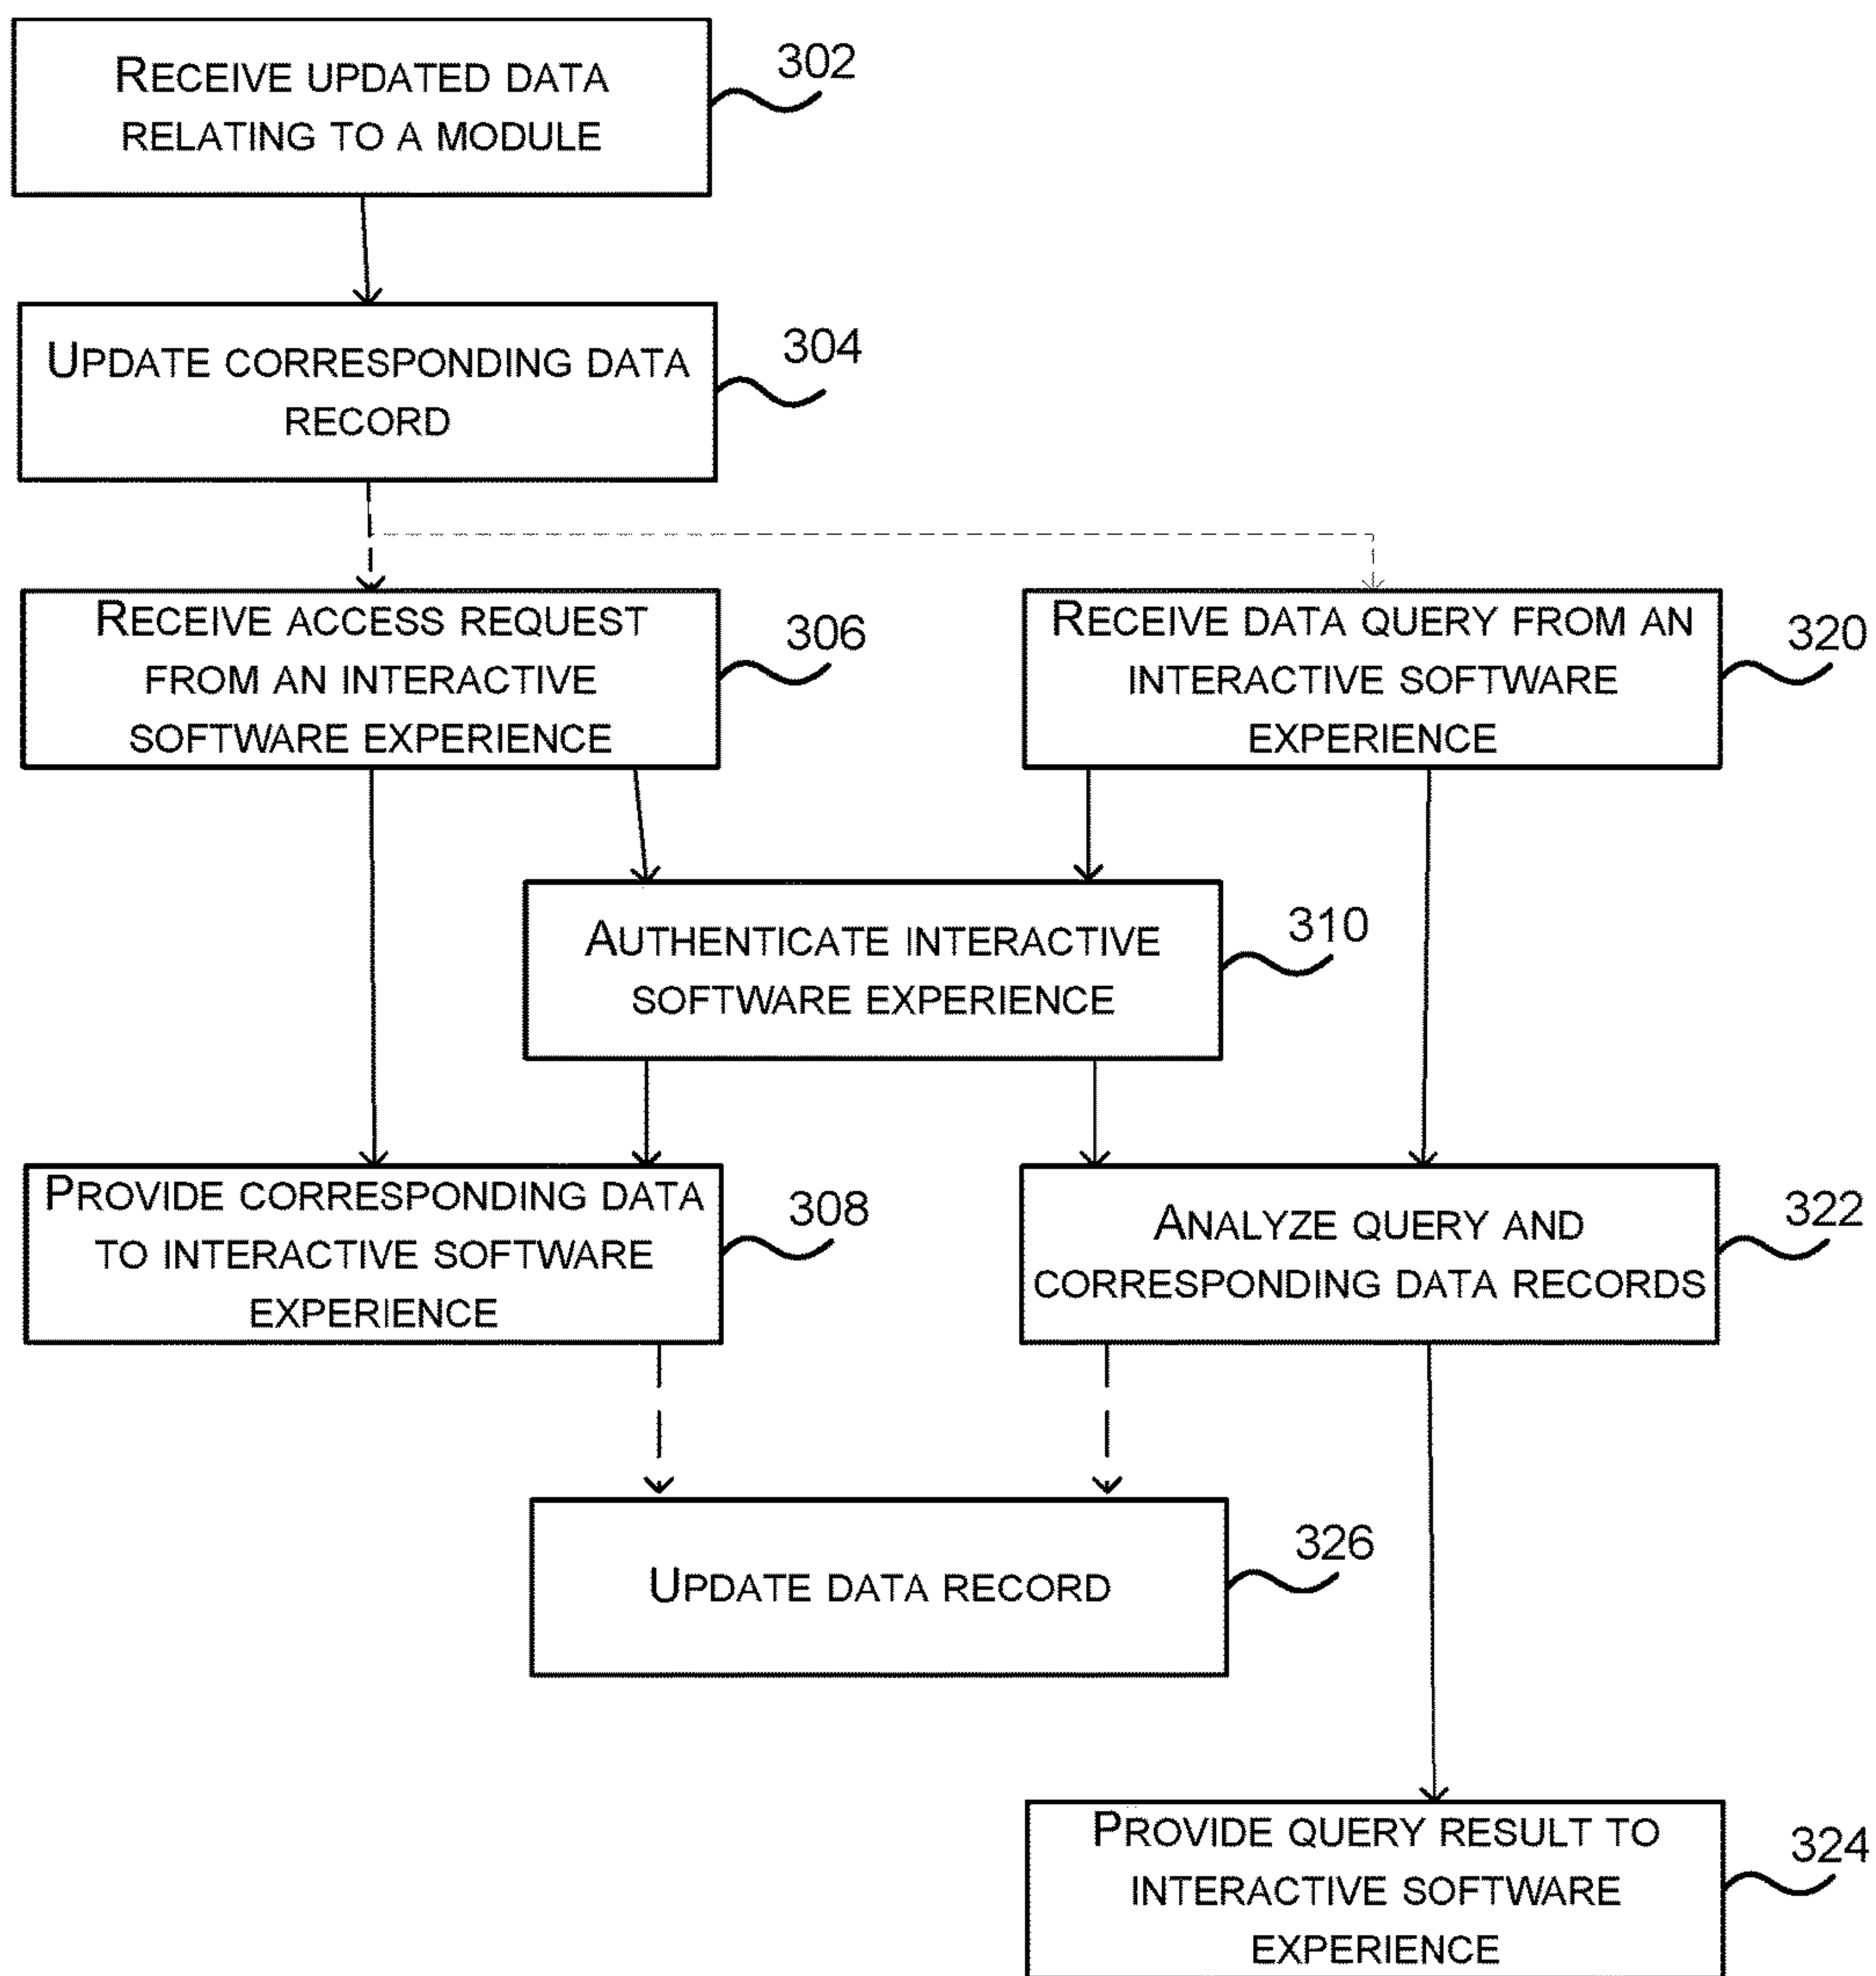 RECEIVE UPDATED DATA
RELATING TO A MODULE
302
UPDATE CORRESPONDING DATA
RECORD
304
RECEIVE ACCESS REQUEST
FROM AN INTERACTIVE
SOFTWARE EXPERIENCE
306
RECEIVE DATA QUERY FROM AN
INTERACTIVE SOFTWARE
EXPERIENCE
320
AUTHENTICATE INTERACTIVE
SOFTWARE EXPERIENCE
310
PROVIDE CORRESPONDING DATA
TO INTERACTIVE SOFTWARE
EXPERIENCE
308
ANALYZE QUERY AND
CORRESPONDING DATA RECORDS
322
UPDATE DATA RECORD
326
PROVIDE QUERY RESULT TO
INTERACTIVE SOFTWARE
EXPERIENCE
324